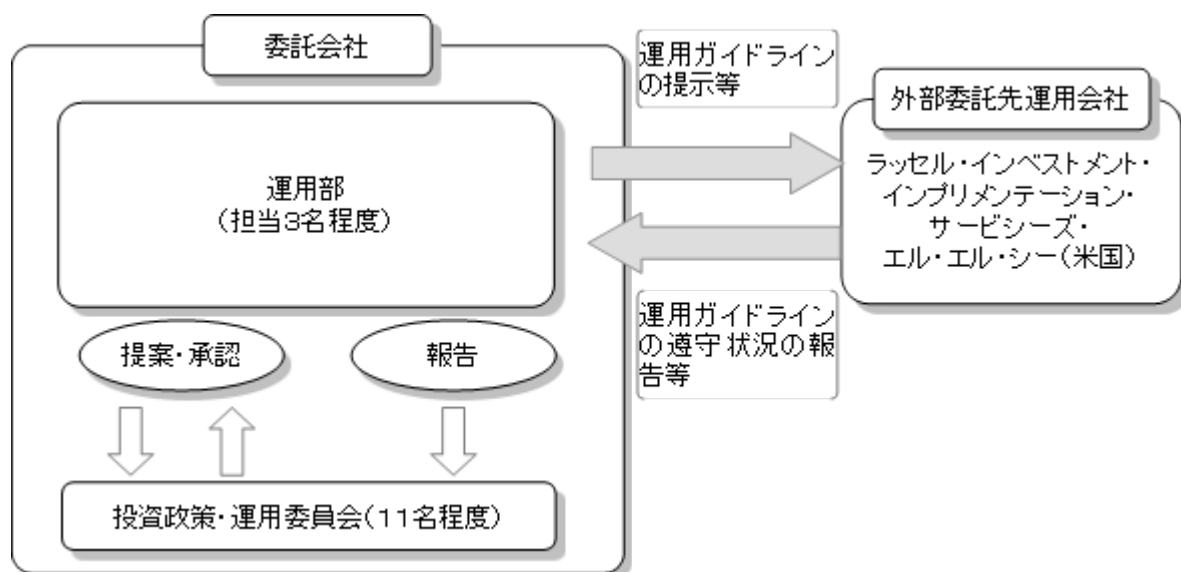 委託会社
運用部
(担当3名程度)
提案・承認
報告
投資政策・運用委員会(11名程度)
運用ガイドライン
の提示等
運用ガイドライン
の遵守状況の報
告等
外部委託先運用会社
ラッセル・インベストメント・
インプリメンテーション・
サービシーズ・
エル・エル・シー(米国)